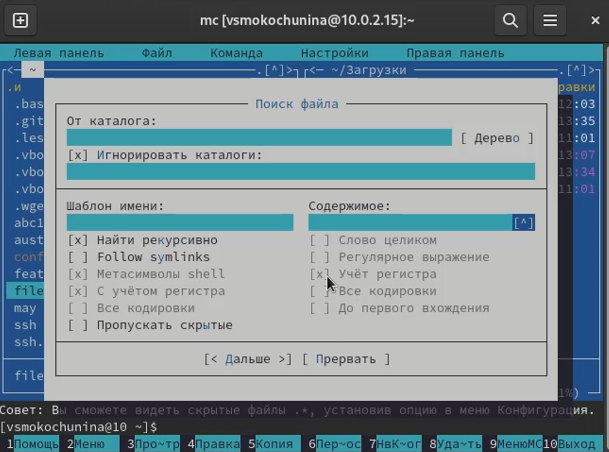 mc [vsmokochunina@10.0.2.15]:~
Левая панель Файл Команда Настройки Правая панель
<─ ~ .[^]> <─ ~/Загрузки .[^]>
.и правки
.bas 12:03
.git 13:35
.les 11:01
.vbo 13:07
.vbo 13:34
.vbo 11:01
.wge
abc1
aust
conf
feat
file
may
ssh
ssh.
Поиск файла
От каталога:
[ Дерево ]
[x] Игнорировать каталоги:
Шаблон имени: Содержимое:
[^]
[x] Найти рекурсивно [ ] Слово целиком
[ ] Follow symlinks [ ] Регулярное выражение
[x] Метасимволы shell [x] Учёт регистра
[x] С учётом регистра [ ] Все кодировки
[ ] Все кодировки [ ] До первого вхождения
[ ] Пропускать скрытые
[< Дальше >] [ Прервать ]
file 1%)
Совет: Вы сможете видеть скрытые файлы .*, установив опцию в меню Конфигурация.
[vsmokochunina@10 ~]$
1Помощь 2Меню 3Про~тр 4Правка 5Копия 6Пер~ос 7НвК~ог 8Уда~ть 9МенюMC 10Выход